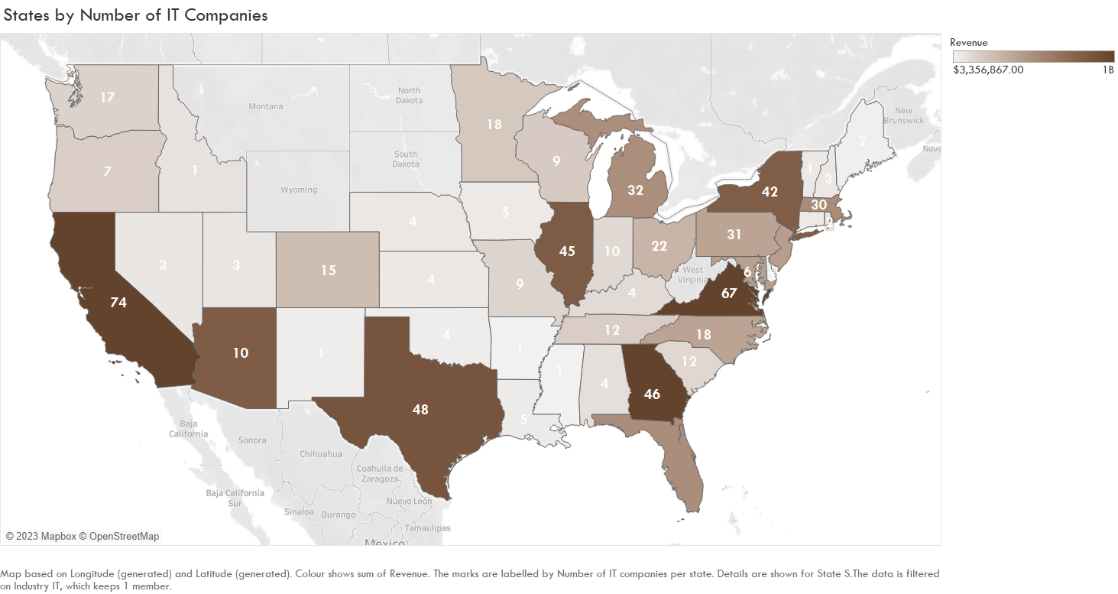 States by Number of IT Companies
Revenue
$3,356,867.00 1B
17
Montana
North
Dakota
New
Brunswick
Nova
18
2
7
1
South
Dakota
9
1
3
Wyoming
32
42
30
4
5
31
3
3
15
45
10
22
West
Virginia
6
4
9
4
67
74
10
1
4
12
18
1
12
1
4
46
48
5
Baja
California
Sonora
Chihuahua
Coahuila de
Zaragoza
Baja California
Sur
Sinaloa
Durango
Nuevo León
Tamaulipas
Mexico
© 2023 Mapbox © OpenStreetMap
Map based on Longitude (generated) and Latitude (generated). Colour shows sum of Revenue. The marks are labelled by Number of IT companies per state. Details are shown for State S.The data is filtered
on Industry IT, which keeps 1 member.